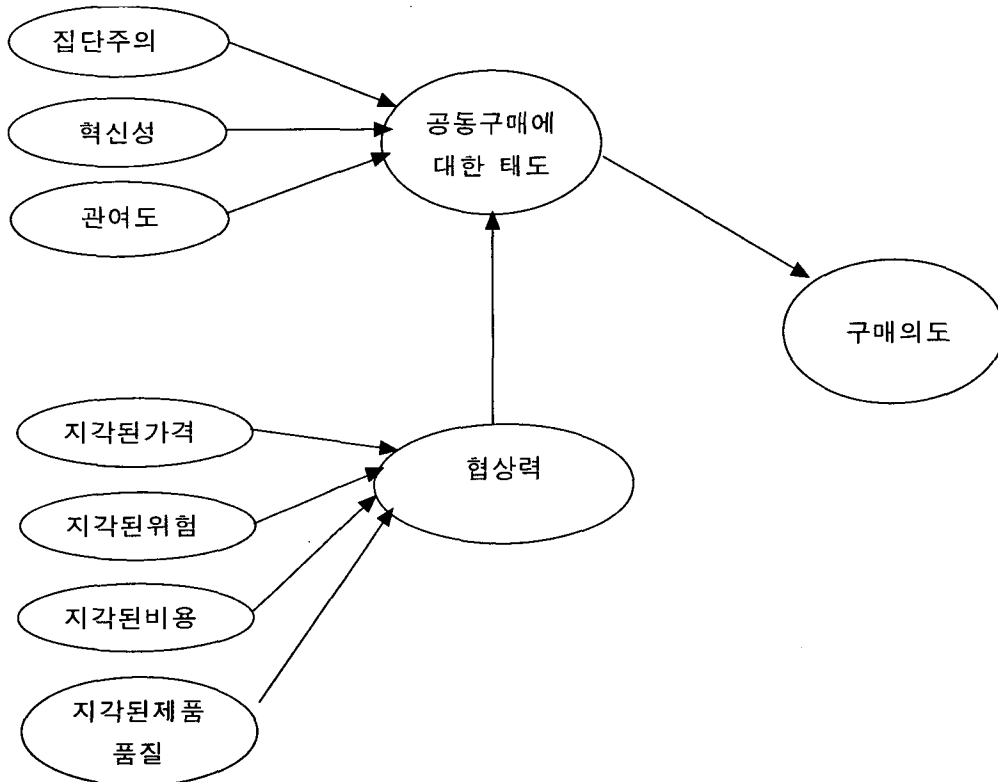 집단주의
혁신성
관여도
공동구매에
대한 태도
구매의도
지각된가격
지각된위험
지각된비용
지각된제품
품질
협상력